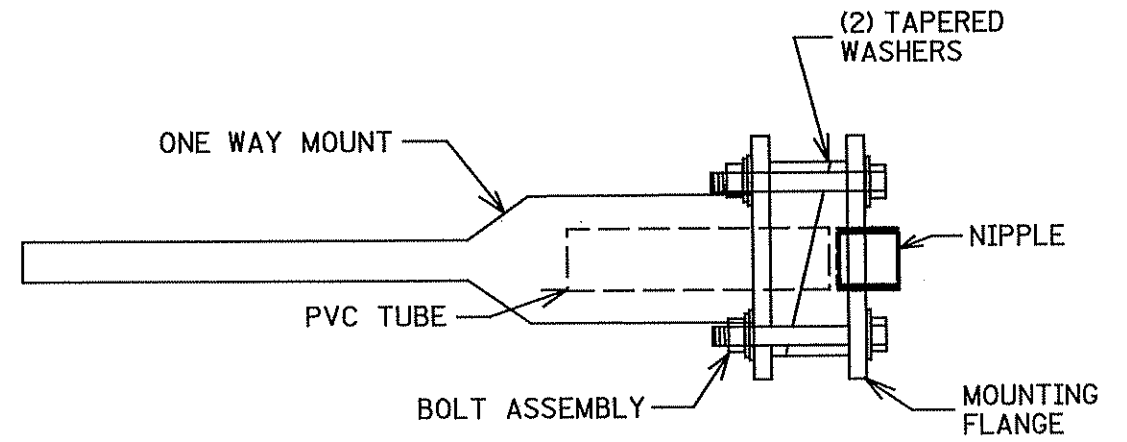 (2) TAPERED
WASHERS
ONE WAY MOUNT
NIPPLE
PVC TUBE
BOLT ASSEMBLY
MOUNTING
FLANGE